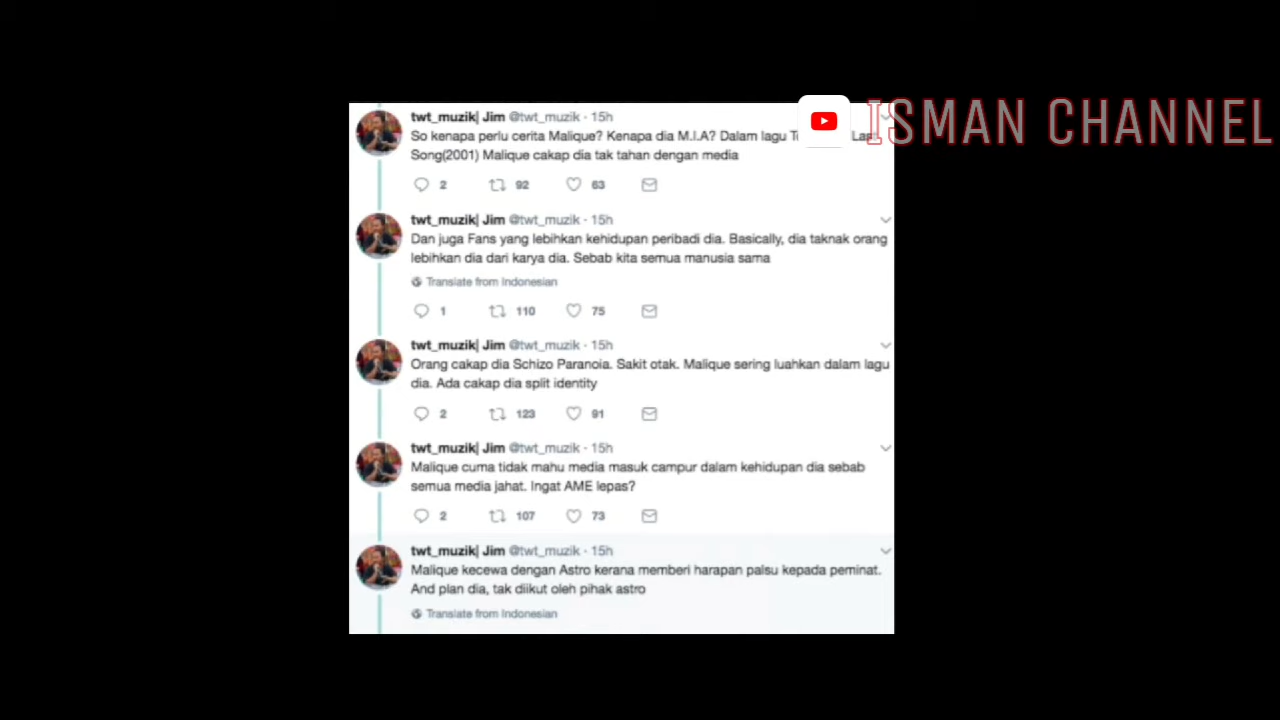 ISMAN CHANNEL
twt_muzik| Jim @twt_muzik · 15h
So kenapa perlu cerita Malique? Kenapa dia M.I.A? Dalam lagu
Song(2001) Malique cakap dia tak tahan dengan media
2 92 63
twt_muzik| Jim @twt_muzik · 15h
Dan juga Fans yang lebihkan kehidupan peribadi dia. Basically, dia taknak orang
lebihkan dia dari karya dia. Sebab kita semua manusia sama
Translate from Indonesian
1 110 75
twt_muzik| Jim @twt_muzik · 15h
Orang cakap dia Schizo Paranoia. Sakit otak. Malique sering luahkan dalam lagu
dia. Ada cakap dia split identity
2 123 91
twt_muzik| Jim @twt_muzik · 15h
Malique cuma tidak mahu media masuk campur dalam kehidupan dia sebab
semua media jahat. Ingat AME lepas?
2 107 73
twt_muzik| Jim @twt_muzik · 15h
Malique kecewa dengan Astro kerana memberi harapan palsu kepada peminat.
And plan dia, tak diikut oleh pihak astro
Translate from Indonesian